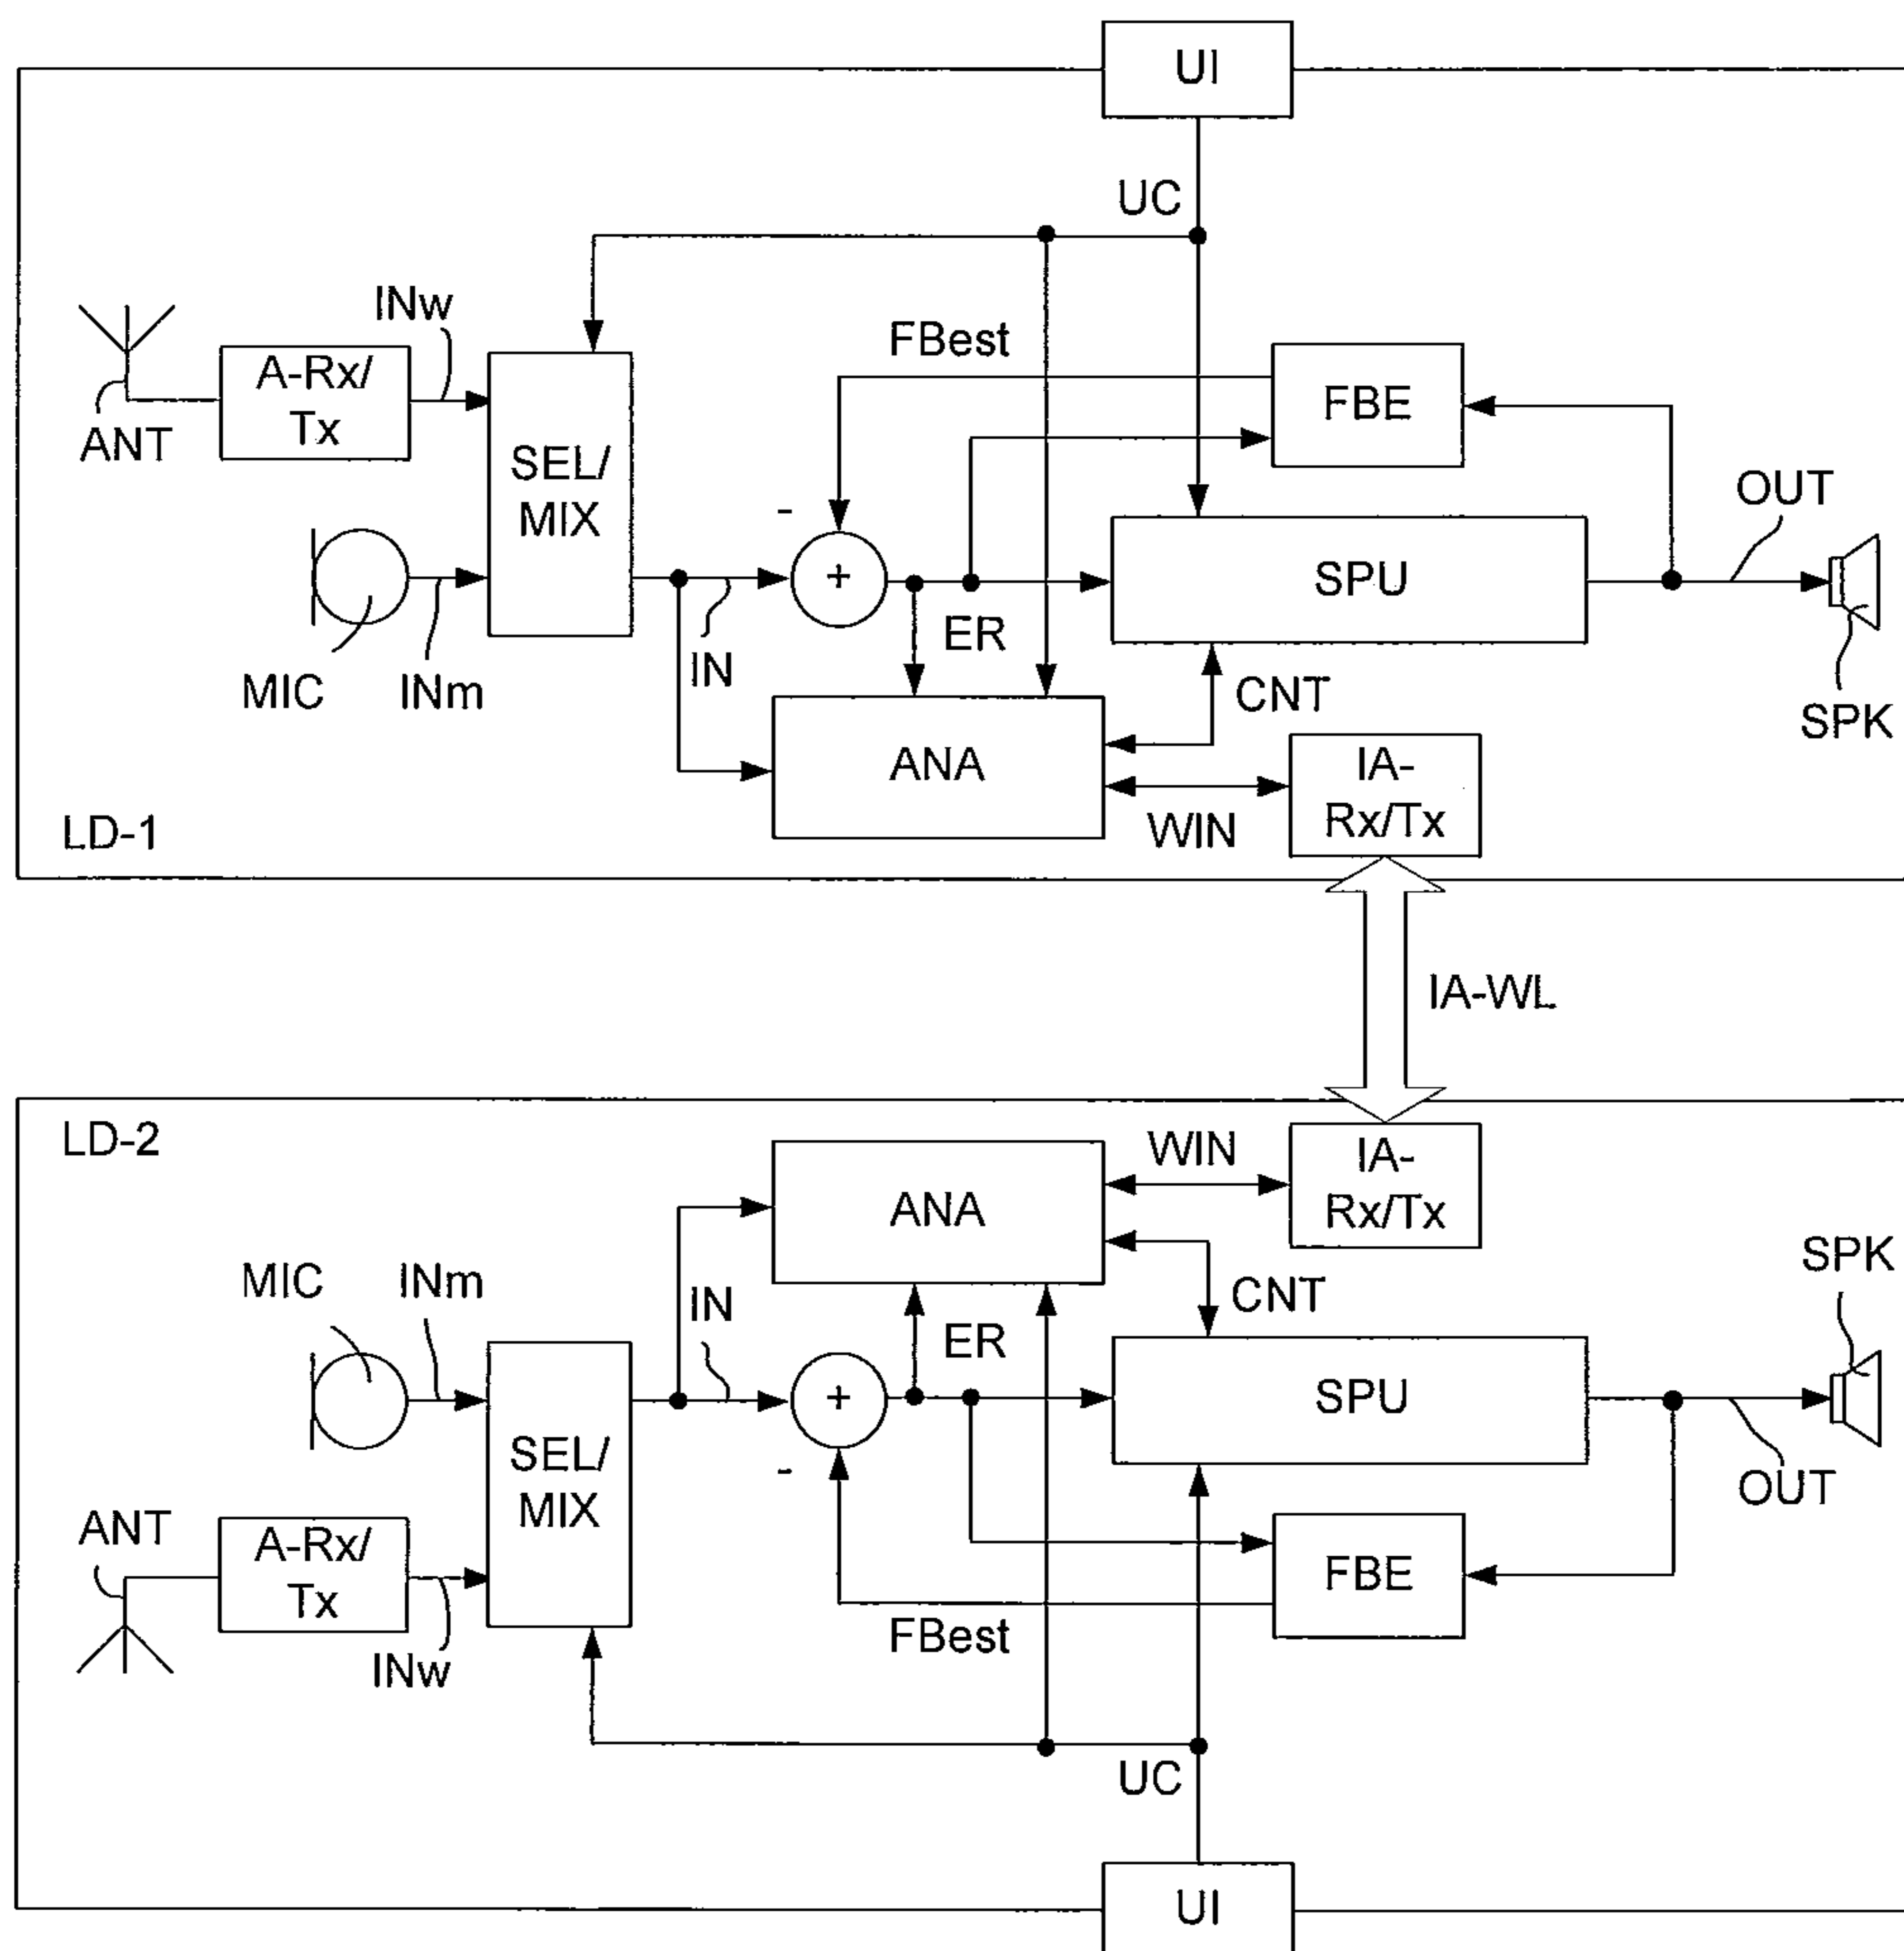 UI
UC
INw
FBest
A-Rx/
Tx
FBE
ANT
SEL/
MIX
OUT
-
+
SPU
ER
IN
MIC
INm
CNT
SPK
ANA
IA-
Rx/Tx
WIN
LD-1
IA-WL
LD-2
WIN
IA-
Rx/Tx
ANA
SPK
MIC
INm
IN
CNT
ER
+
SPU
SEL/
MIX
-
OUT
ANT
A-Rx/
Tx
FBE
FBest
INw
UC
UI